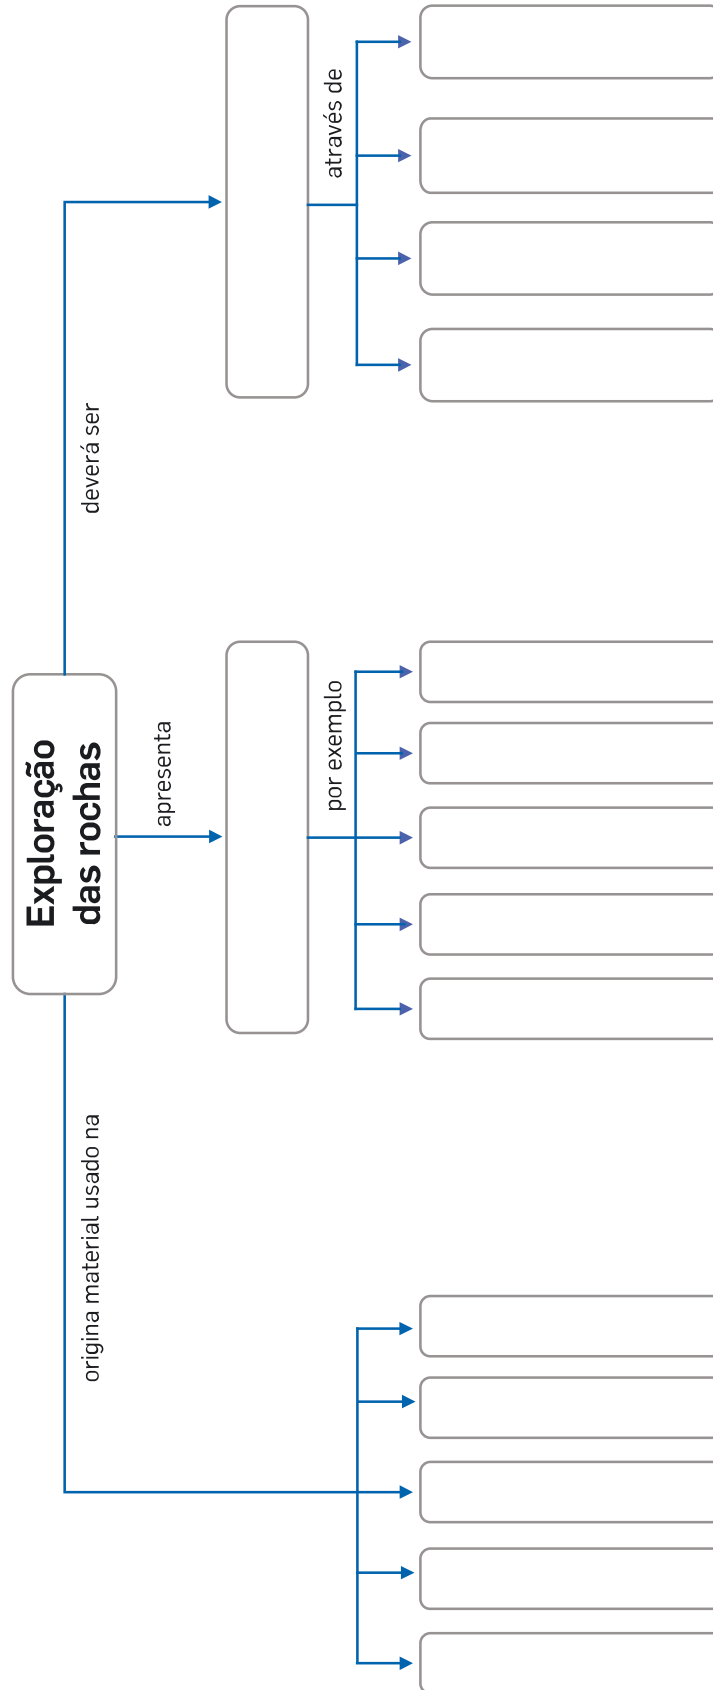 Exploração
das rochas
origina material usado na
apresenta
deverá ser
por exemplo
através de